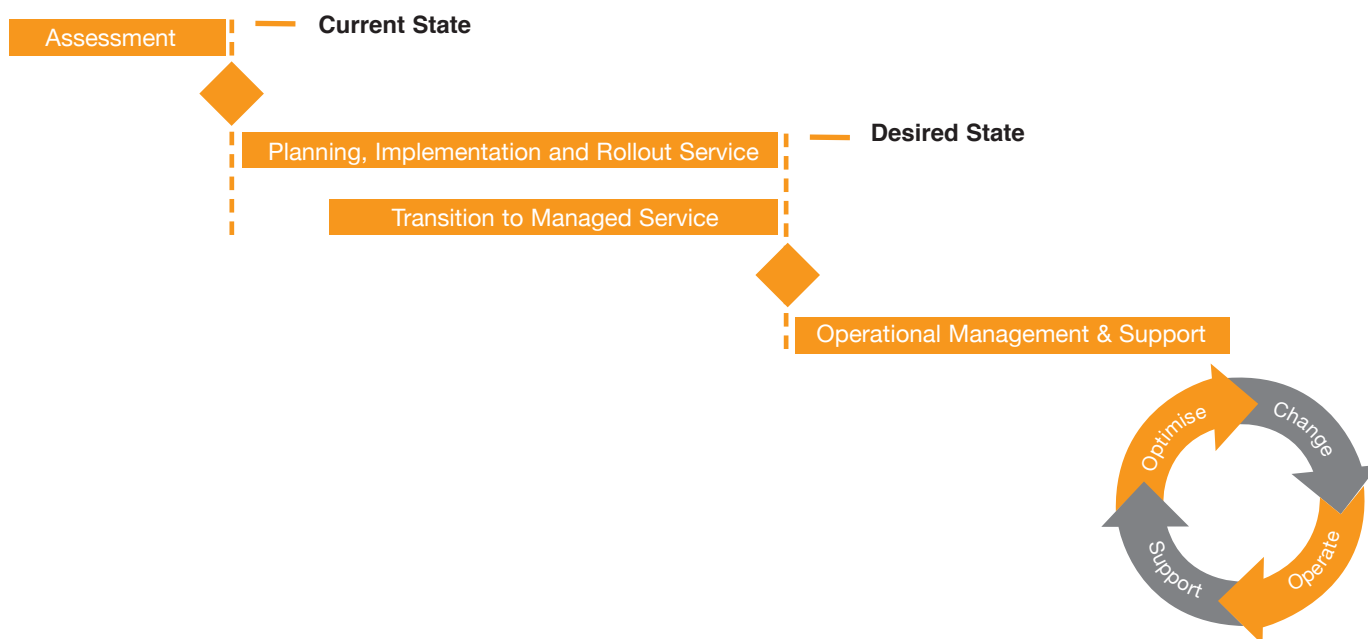 Assessment
Current State
Planning, Implementation and Rollout Service
Desired State
Transition to Managed Service
Operational Management & Support
Optimise
Change
Operate
Support